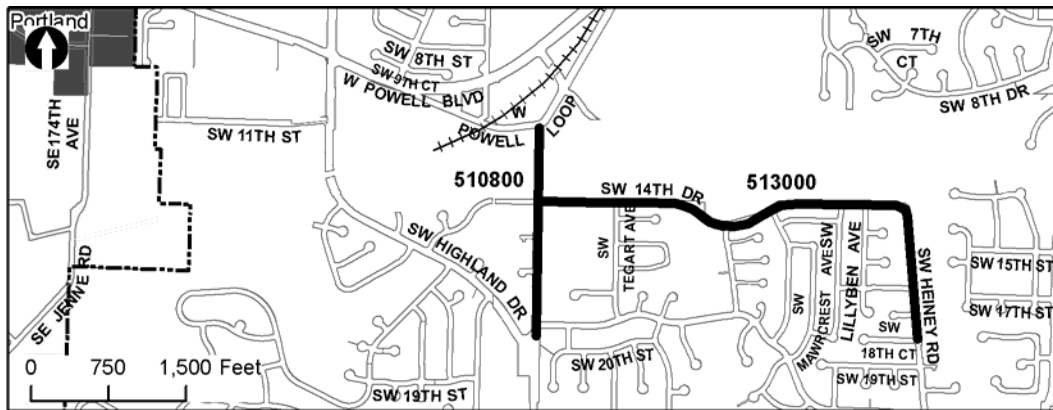 Portland
SW 8TH ST
SW 9TH CT
W POWELL BLVD
SW 7TH
CT
SW 8TH DR
SE174TH
AVE
SW 11TH ST
W
POWELL
LOOP
510800
SW 14TH DR
513000
SW HIGHLAND DR
SW
TEGART AVE
SW
MAWRCREST AVE
SW
LILLYBEN AVE
SW HEINEY RD
SW 15TH ST
SW 17TH ST
SE JENNE RD
SW
18TH CT
SW 20TH ST
SW 19TH ST
SW 19TH ST
0 750 1,500 Feet